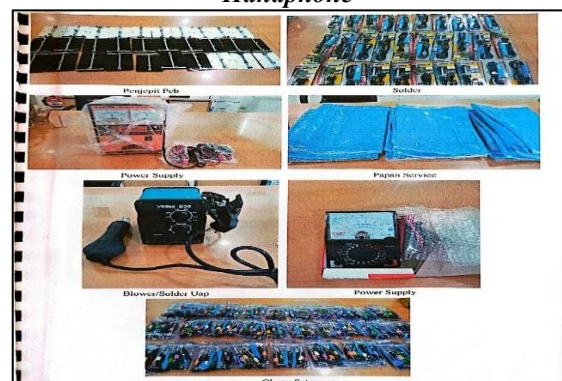 Handphone
Penjepit Pcb
Solder
Power Supply
Papan Service
Blower/Solder Uap
Power Supply